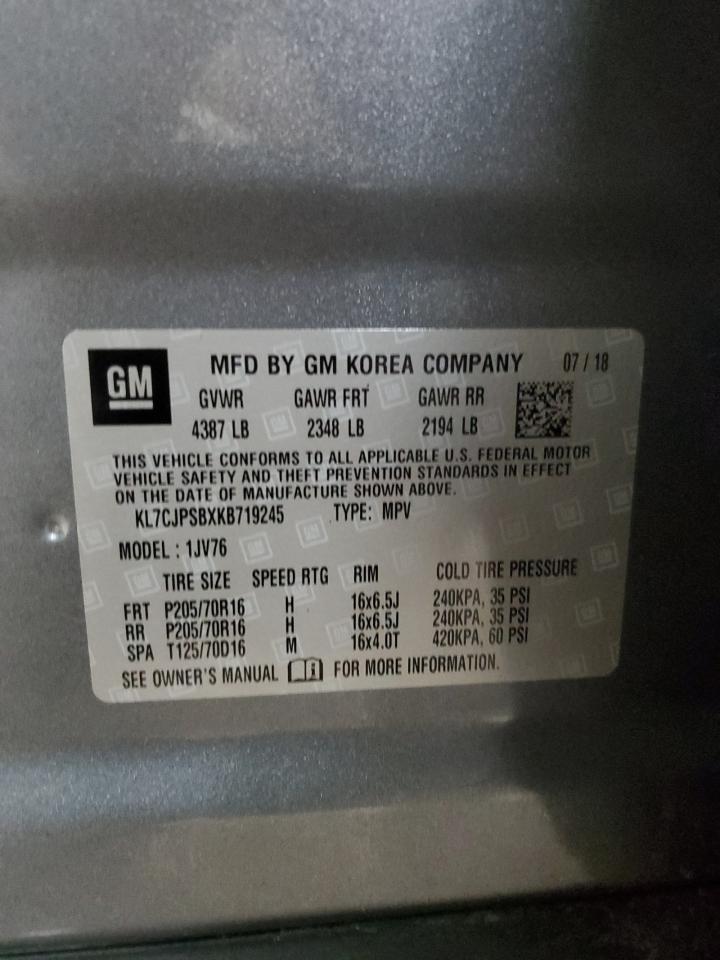 GM MFD BY GM KOREA COMPANY 07 / 18
GVWR GAWR FRT GAWR RR
4387 LB 2348 LB 2194 LB
THIS VEHICLE CONFORMS TO ALL APPLICABLE U.S. FEDERAL MOTOR
VEHICLE SAFETY AND THEFT PREVENTION STANDARDS IN EFFECT
ON THE DATE OF MANUFACTURE SHOWN ABOVE.
KL7CJPSBXKB719245 TYPE: MPV
MODEL : 1JV76
TIRE SIZE SPEED RTG RIM COLD TIRE PRESSURE
FRT P205/70R16 H 16x6.5J 240KPA, 35 PSI
RR P205/70R16 H 16x6.5J 240KPA, 35 PSI
SPA T125/70D16 M 16x4.0T 420KPA, 60 PSI
SEE OWNER'S MANUAL FOR MORE INFORMATION.